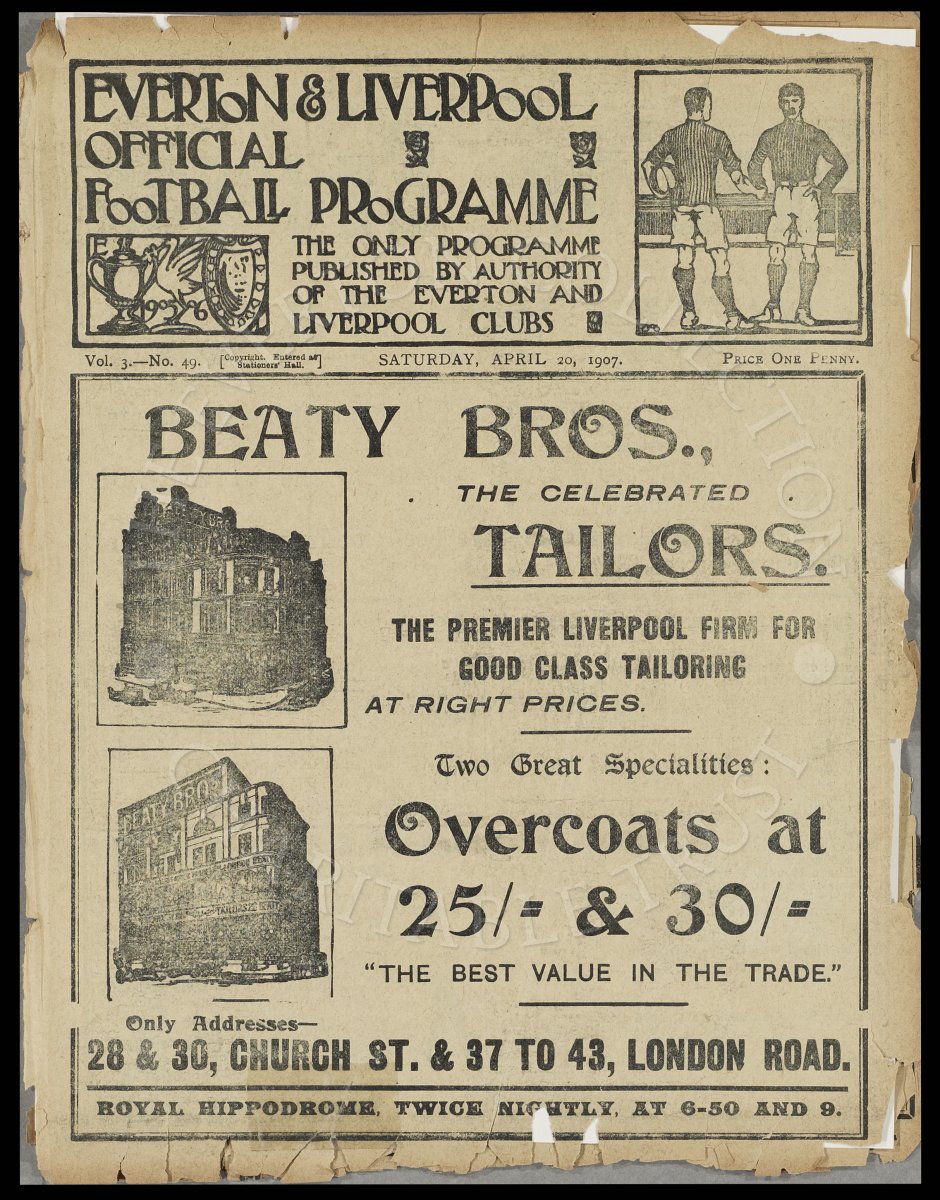 EVERTON & LIVERPOOL
OFFICIAL
FOOTBALL PROGRAMME
THE ONLY PROGRAMME
PUBLISHED BY AUTHORITY
OF THE EVERTON AND
LIVERPOOL CLUBS
E
1905 6
Vol. 3.—No. 49. [Copyright. Entered at Stationers' Hall.] SATURDAY, APRIL 20, 1907. PRICE ONE PENNY.
BEATY BROS.,
THE CELEBRATED
TAILORS.
THE PREMIER LIVERPOOL FIRM FOR
GOOD CLASS TAILORING
AT RIGHT PRICES.
BEATY BROS
Two Great Specialities:
Overcoats at
25/= & 30/=
"THE BEST VALUE IN THE TRADE."
Only Addresses—
28 & 30, CHURCH ST. & 37 TO 43, LONDON ROAD.
ROYAL HIPPODROME, TWICE NIGHTLY, AT 6-50 AND 9.